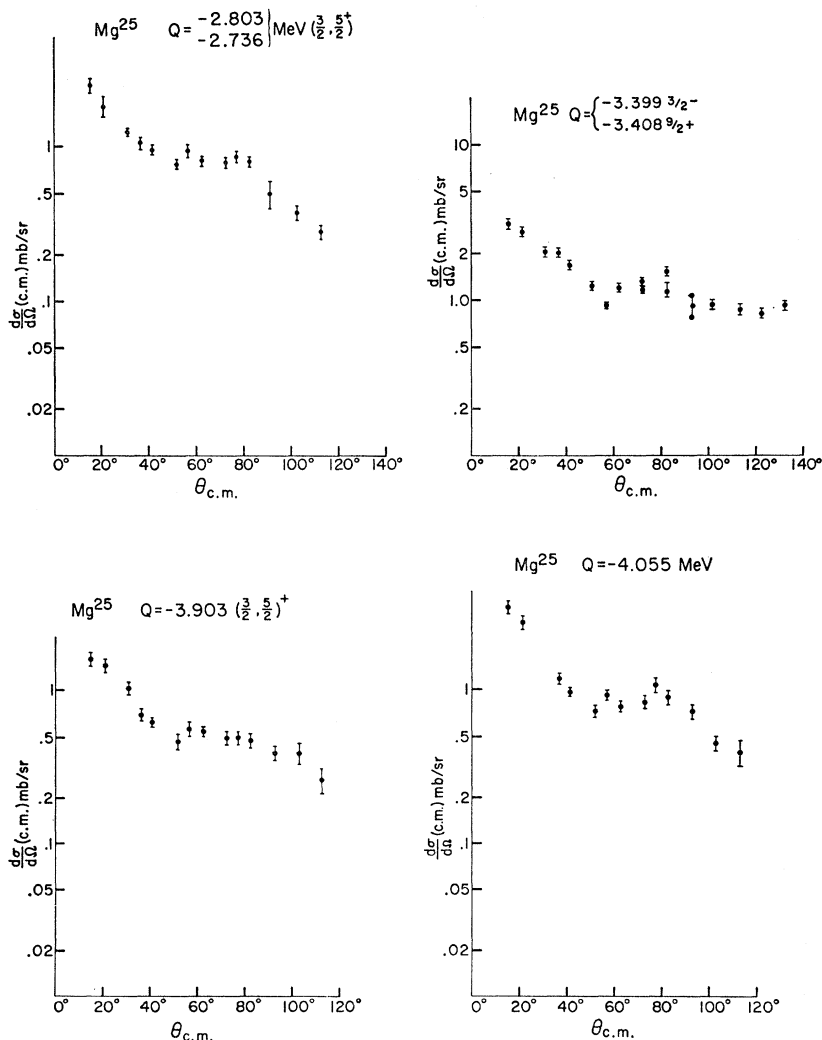 Mg25 Q= -2.803 } MeV (3/2, 5/2+)
-2.736
1
.5
.2
.1
.05
.02
dσ/dΩ (c.m.) mb/sr
0° 20° 40° 60° 80° 100° 120° 140°
θc.m.
Mg25 Q= { -3.399 3/2-
-3.408 9/2+
10
5
2
1.0
.5
.2
dσ/dΩ (c.m.) mb/sr
0° 20° 40° 60° 80° 100° 120° 140°
θc.m.
Mg25 Q=-3.903 (3/2, 5/2)+
1
.5
.2
.1
.05
.02
dσ/dΩ (c.m.) mb/sr
0° 20° 40° 60° 80° 100° 120°
θc.m.
Mg25 Q=-4.055 MeV
1
.5
.2
.1
.05
.02
dσ/dΩ (c.m.) mb/sr
0° 20° 40° 60° 80° 100° 120°
θc.m.